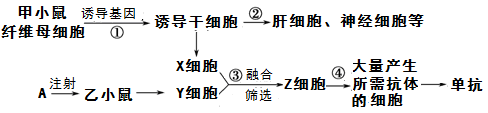 甲小鼠 诱导基因 诱导干细胞 ② 肝细胞、神经细胞等
纤维母细胞 ①
X细胞 ③ 融合 Z细胞 ④ 大量产生
A 注射 乙小鼠 Y细胞 筛选 所需抗体 单抗
的细胞